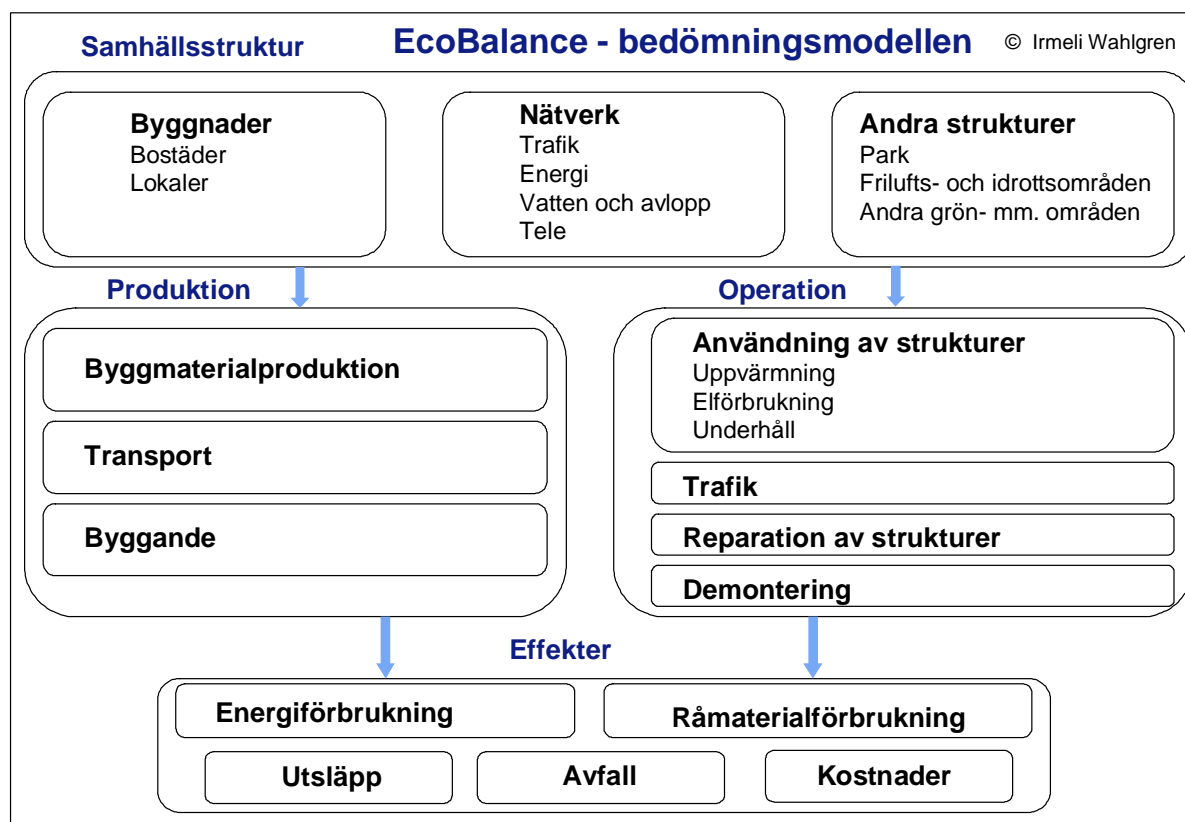 Samhällsstruktur
EcoBalance - bedömningsmodellen
© Irmeli Wahlgren
Byggnader
Bostäder
Lokaler
Nätverk
Trafik
Energi
Vatten och avlopp
Tele
Andra strukturer
Park
Frilufts- och idrottsområden
Andra grön- mm. områden
Produktion
Byggmaterialproduktion
Transport
Byggande
Operation
Användning av strukturer
Uppvärmning
Elförbrukning
Underhåll
Trafik
Reparation av strukturer
Demontering
Effekter
Energiförbrukning
Råmaterialförbrukning
Utsläpp
Avfall
Kostnader